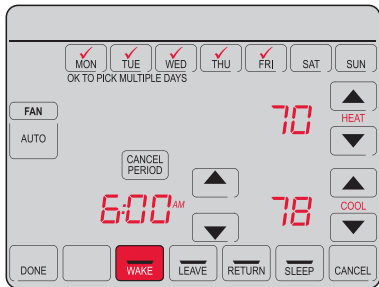 MON TUE WED THU FRI SAT SUN
OK TO PICK MULTIPLE DAYS
FAN
AUTO
70
HEAT
CANCEL
PERIOD
6:00 AM
78
COOL
DONE WAKE LEAVE RETURN SLEEP CANCEL